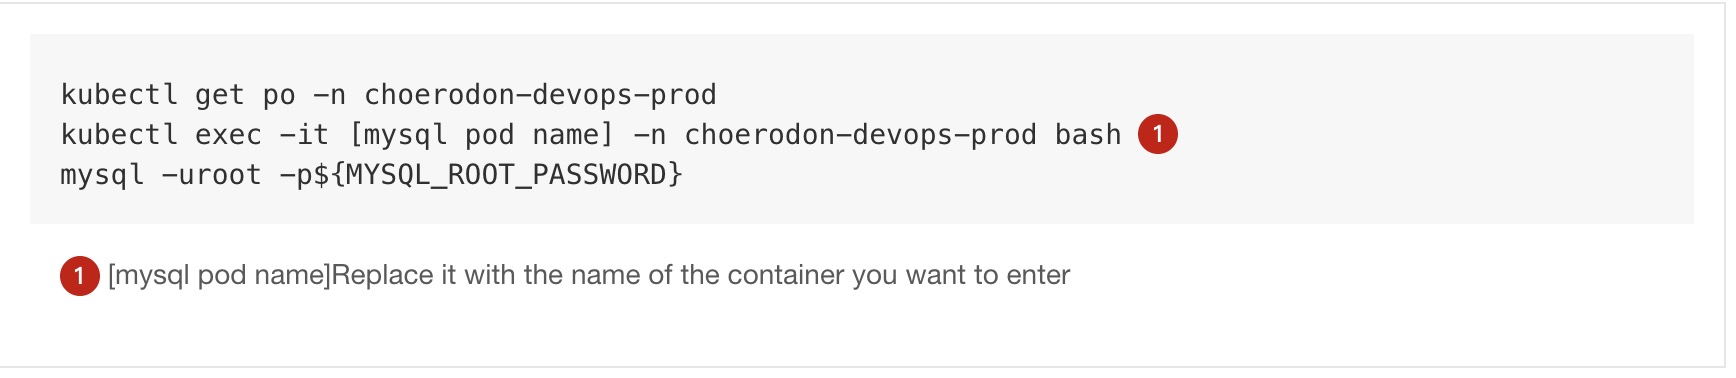 kubectl get po -n choerodon-devops-prod
kubectl exec -it [mysql pod name] -n choerodon-devops-prod bash 1
mysql -uroot -p${MYSQL_ROOT_PASSWORD}
1 [mysql pod name]Replace it with the name of the container you want to enter